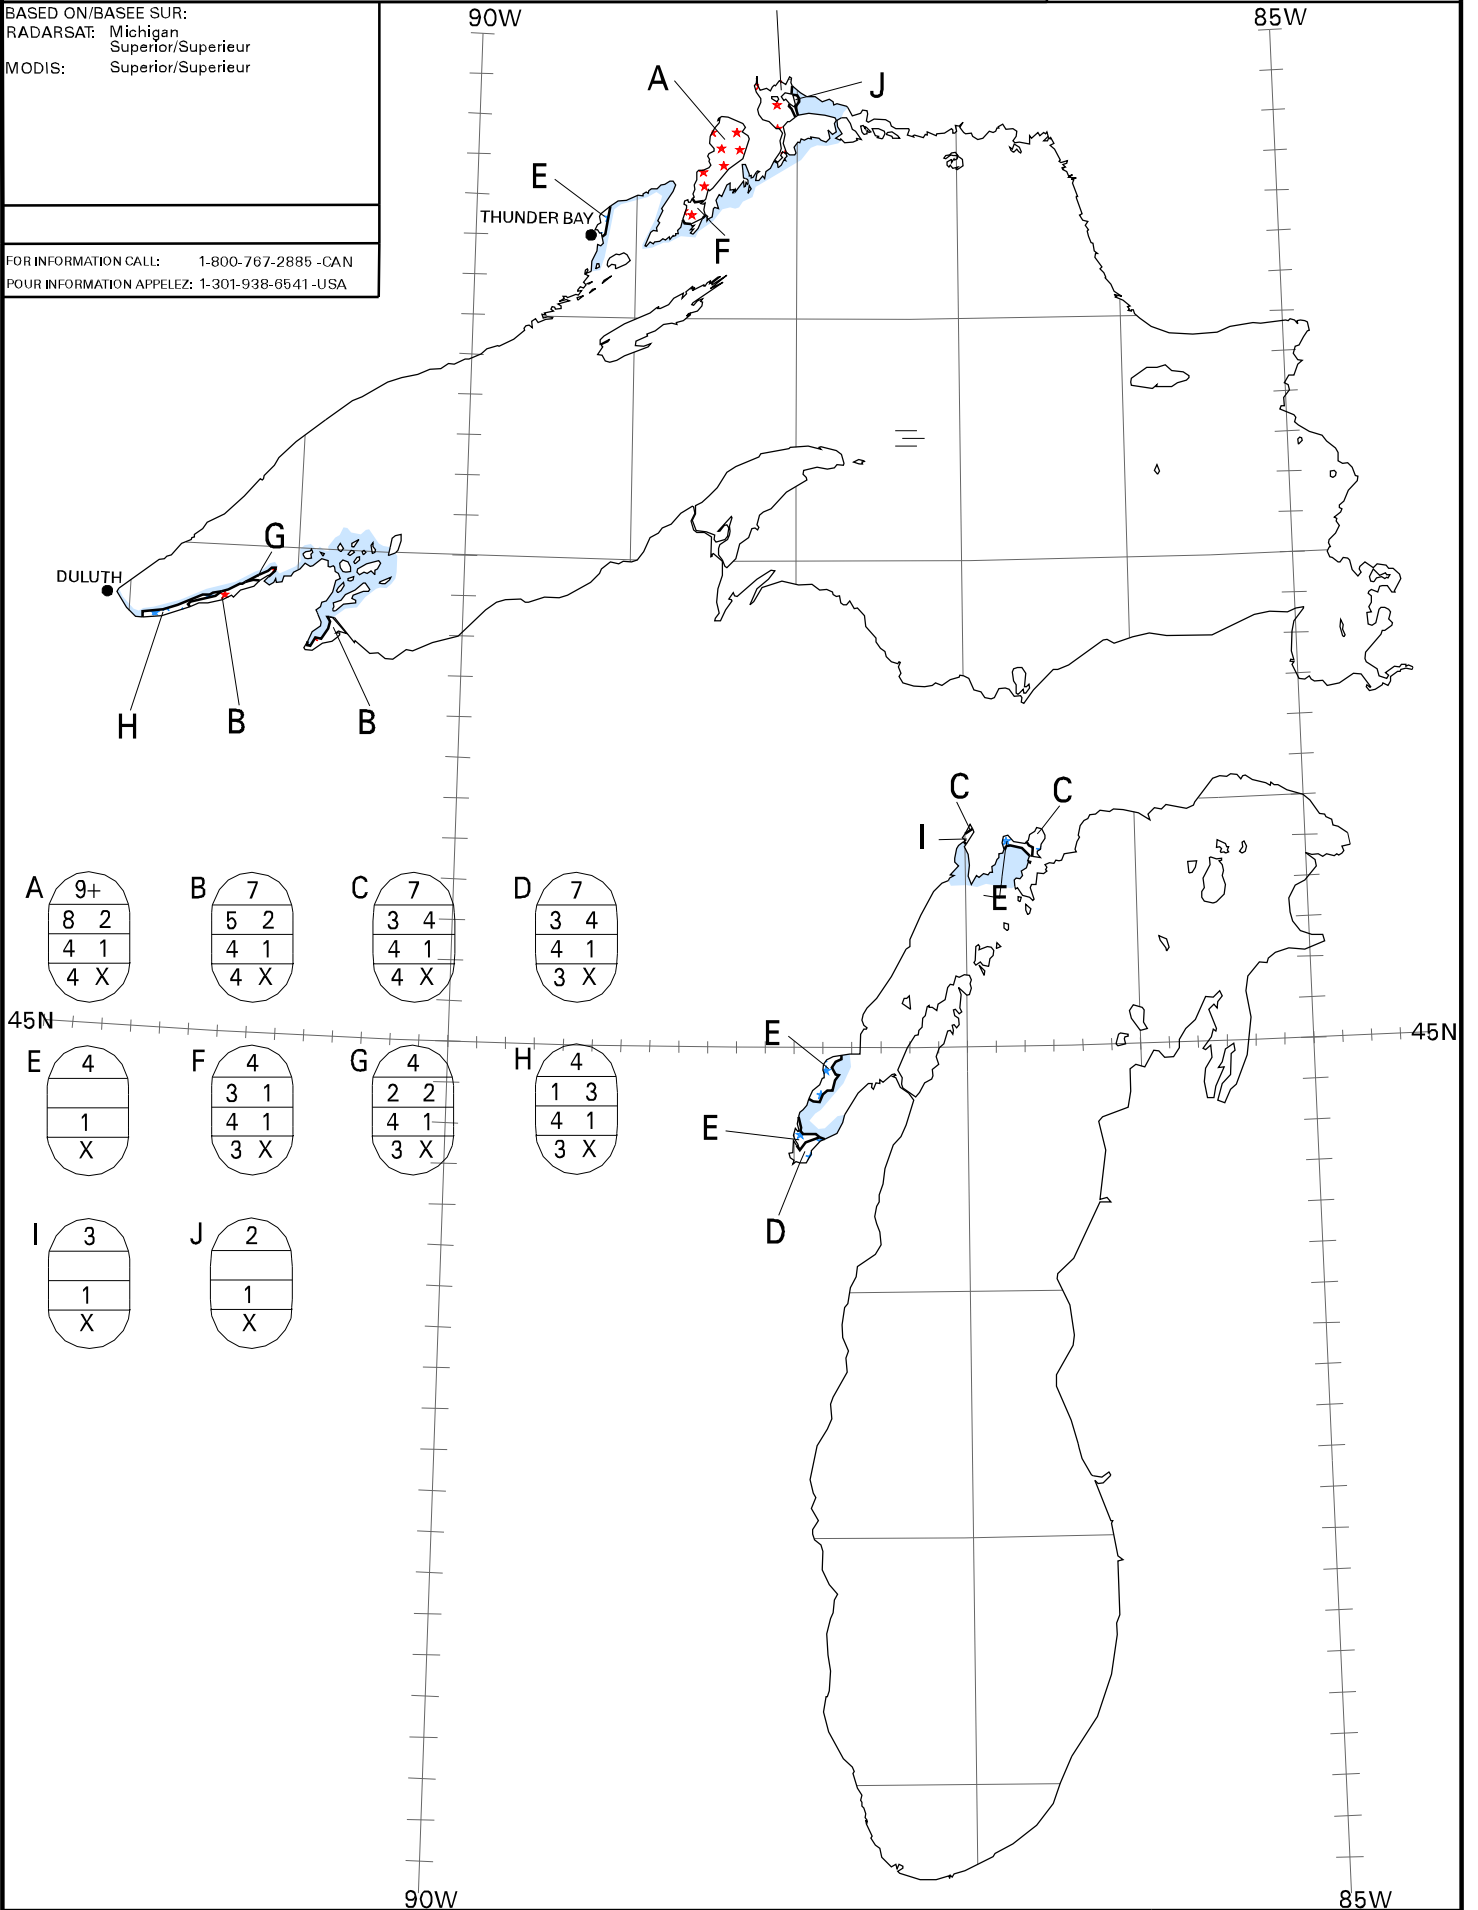 BASED ON/BASEE SUR:
RADARSAT: Michigan
Superior/Superieur
MODIS: Superior/Superieur
90W 85W
A
J
E
THUNDER BAY
F
FOR INFORMATION CALL: 1-800-767-2885 -CAN
POUR INFORMATION APPELEZ: 1-301-938-6541 -USA
G
DULUTH
H B B
C C
I
E
A 9+ B 7 C 7 D 7
8 2 5 2 3 4 3 4
4 1 4 1 4 1 4 1
4 X 4 X 4 X 3 X
45N 45N
E
E 4 F 4 G 4 H 4
3 1 2 2 1 3
1 4 1 4 1 4 1
X 3 X 3 X 3 X
E
D
I 3 J 2
1 1
X X
90W 85W